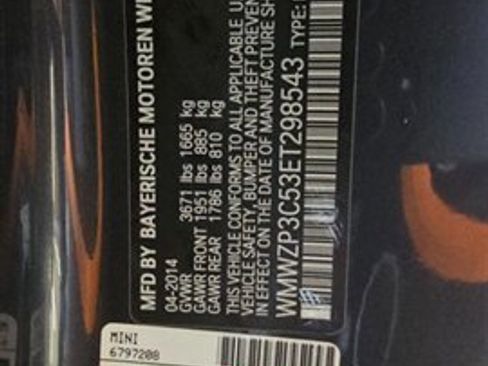 MFD BY BAYERISCHE MOTOREN
04-2014
GVWR 3671 lbs 1665 kg
GAWR FRONT 1951 lbs 885 kg
GAWR REAR 1786 lbs 810 kg
THIS VEHICLE CONFORMS TO ALL APPLICABLE
VEHICLE SAFETY, BUMPER AND THEFT PREVEN
IN EFFECT ON THE DATE OF MANUFACTURE SH
WMWZP3C53ET298543 TYPE:
MINI
6797208